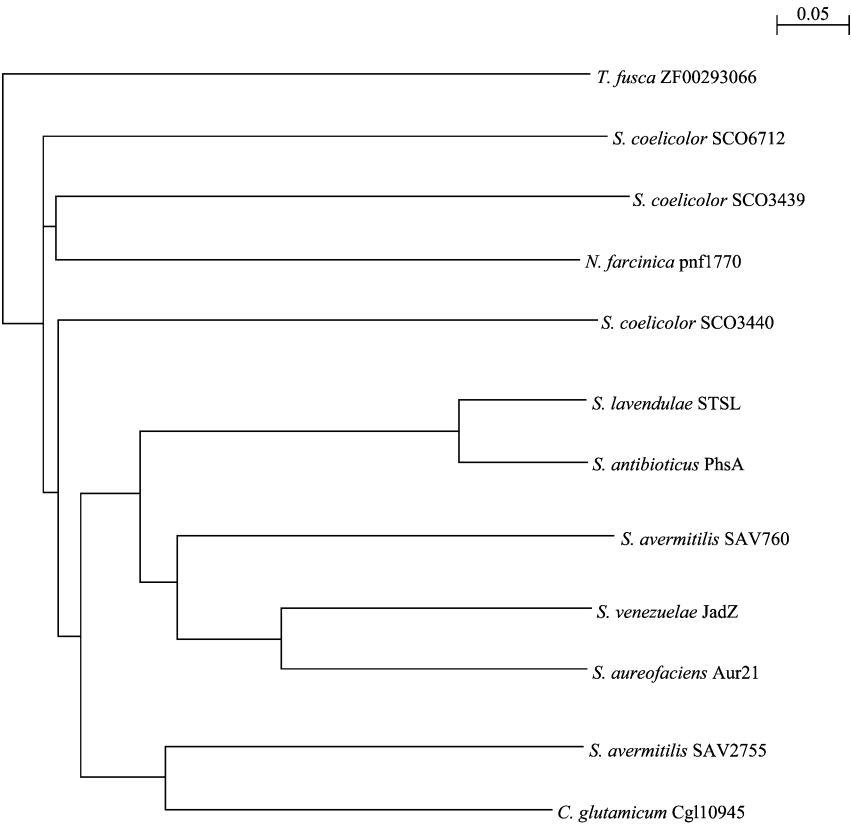 0.05
T. fusca ZF00293066
S. coelicolor SCO6712
S. coelicolor SCO3439
N. farcinica pnf1770
S. coelicolor SCO3440
S. lavendulae STSL
S. antibioticus PhsA
S. avermitilis SAV760
S. venezuelae JadZ
S. aureofaciens Aur21
S. avermitilis SAV2755
C. glutamicum Cgl10945